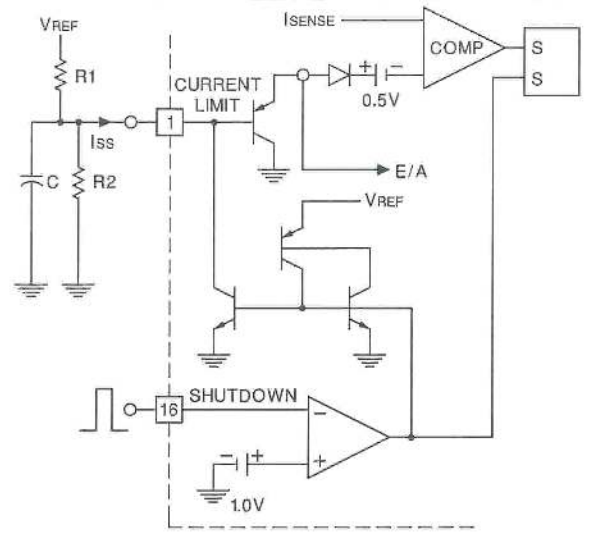 ISENSE
VREF
COMP
S
R1
CURRENT
LIMIT
+ -
S
0.5V
1
ISS
C
R2
E/A
VREF
SHUTDOWN
16
-
- +
+
1.0V